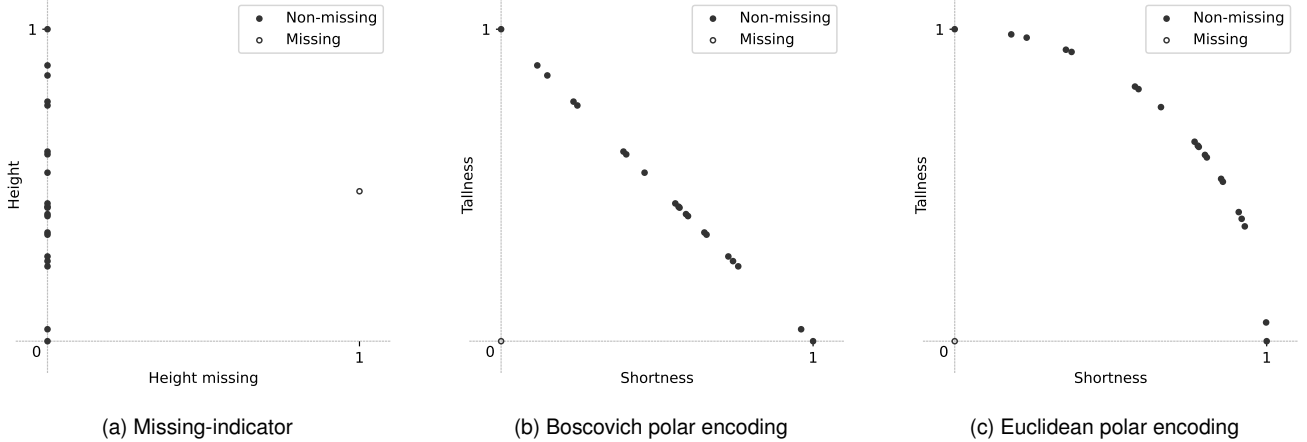 1
Height
0
1
Height missing
Non-missing
Missing
(a) Missing-indicator
1
Tallness
0
1
Shortness
Non-missing
Missing
(b) Boscovich polar encoding
1
Tallness
0
1
Shortness
Non-missing
Missing
(c) Euclidean polar encoding